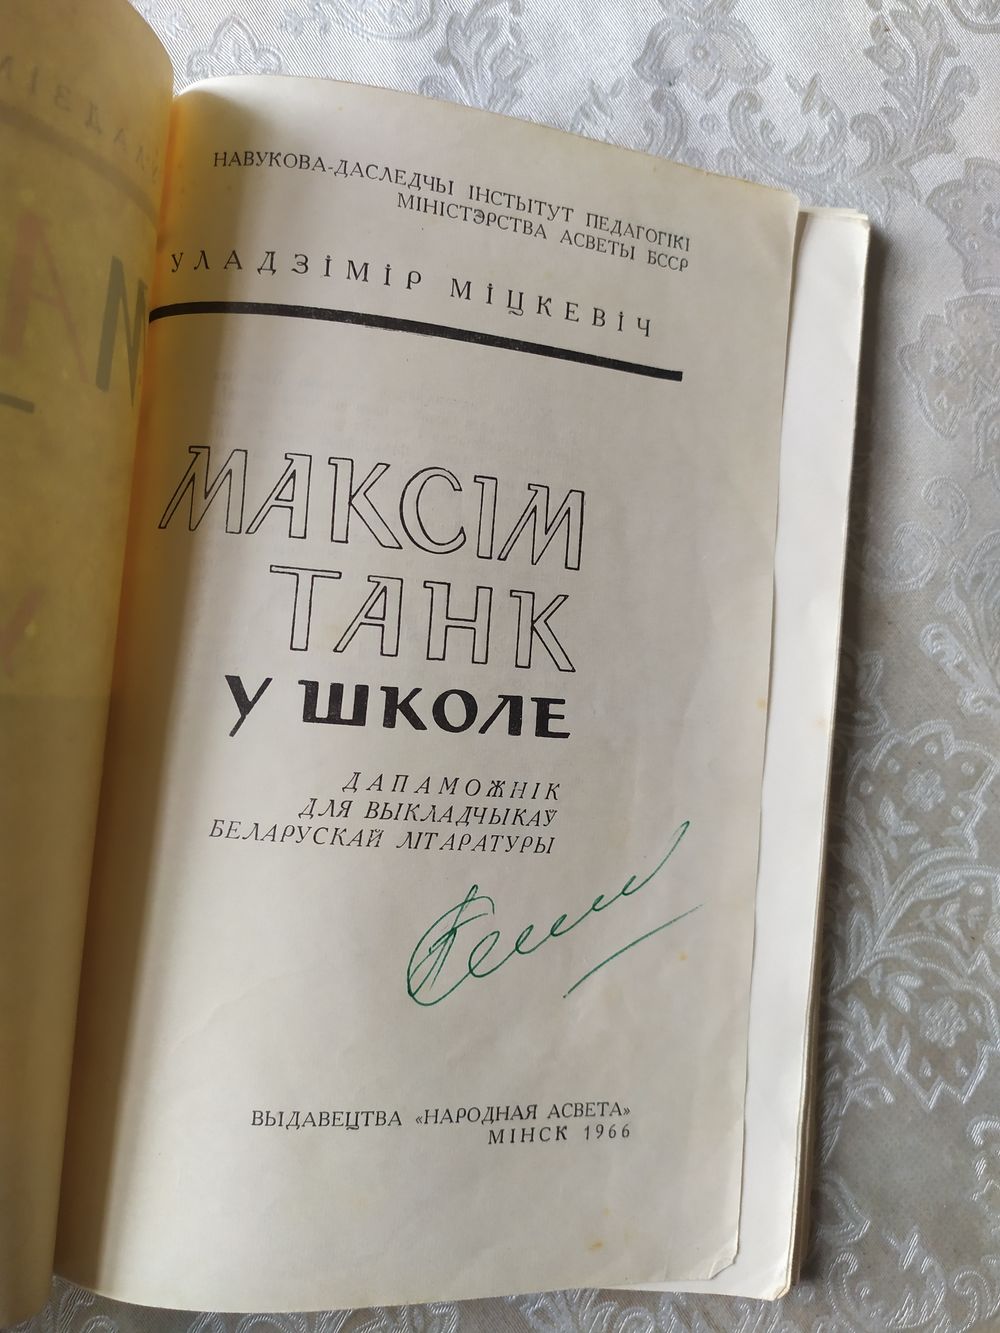 НАВУКОВА-ДАСЛЕДЧЫ ІНСТЫТУТ ПЕДАГОГІКІ
МІНІСТЭРСТВА АСВЕТЫ БССР
УЛАДЗІМІР МІЦКЕВІЧ
МАКСІМ
ТАНК
У ШКОЛЕ
ДАПАМОЖНІК
ДЛЯ ВЫКЛАДЧЫКАЎ
БЕЛАРУСКАЙ ЛІТАРАТУРЫ
ВЫДАВЕЦТВА «НАРОДНАЯ АСВЕТА»
МІНСК 1966